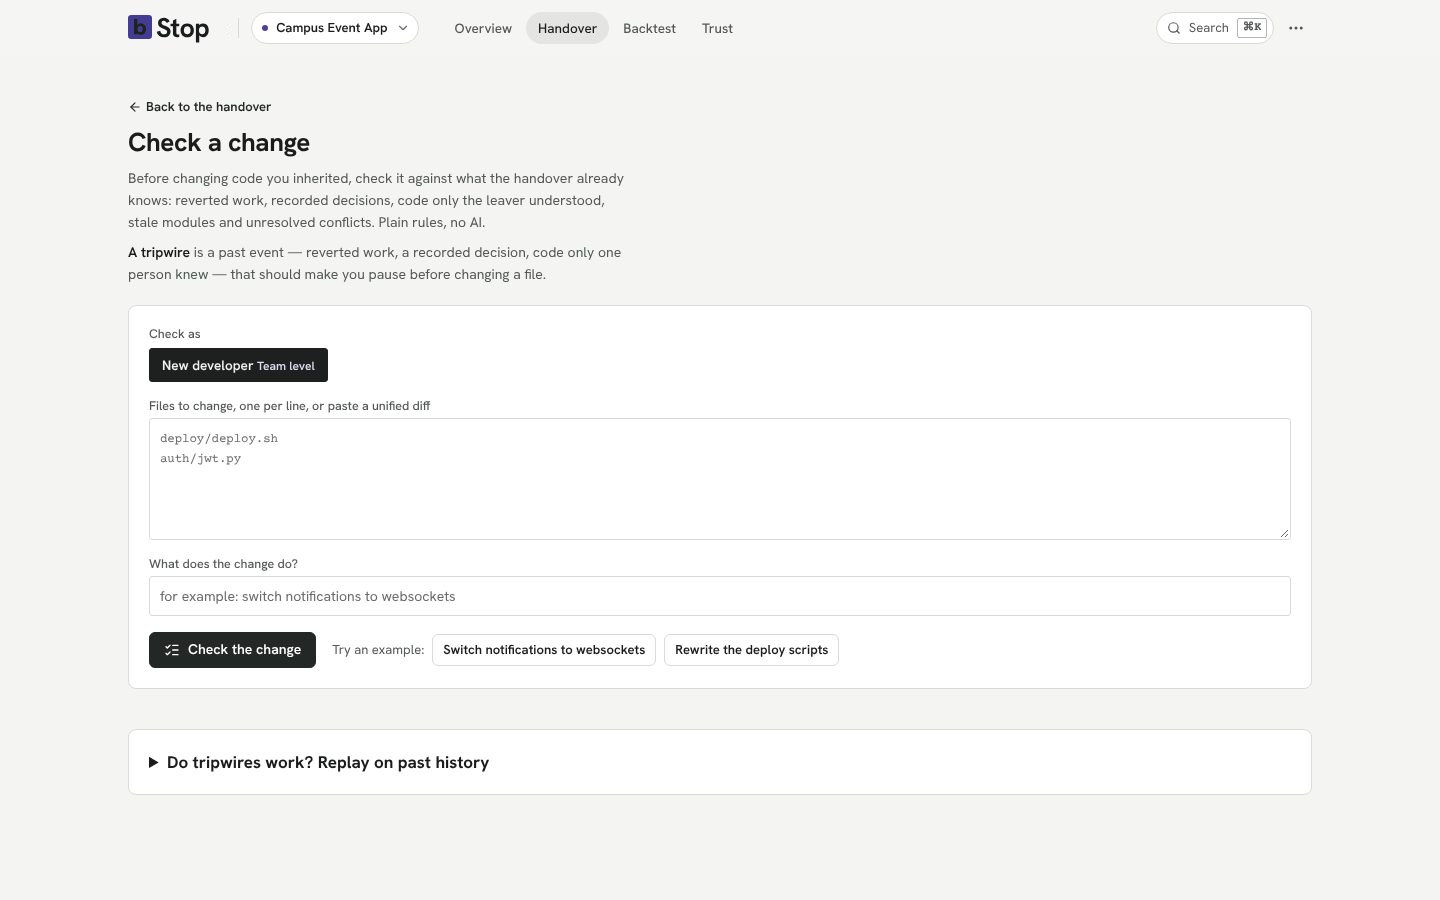 b Stop
Campus Event App
Overview
Handover
Backtest
Trust
Search
⌘K
← Back to the handover
Check a change
Before changing code you inherited, check it against what the handover already
knows: reverted work, recorded decisions, code only the leaver understood,
stale modules and unresolved conflicts. Plain rules, no AI.
A tripwire is a past event — reverted work, a recorded decision, code only one
person knew — that should make you pause before changing a file.
Check as
New developer Team level
Files to change, one per line, or paste a unified diff
deploy/deploy.sh
auth/jwt.py
What does the change do?
for example: switch notifications to websockets
Check the change
Try an example:
Switch notifications to websockets
Rewrite the deploy scripts
Do tripwires work? Replay on past history